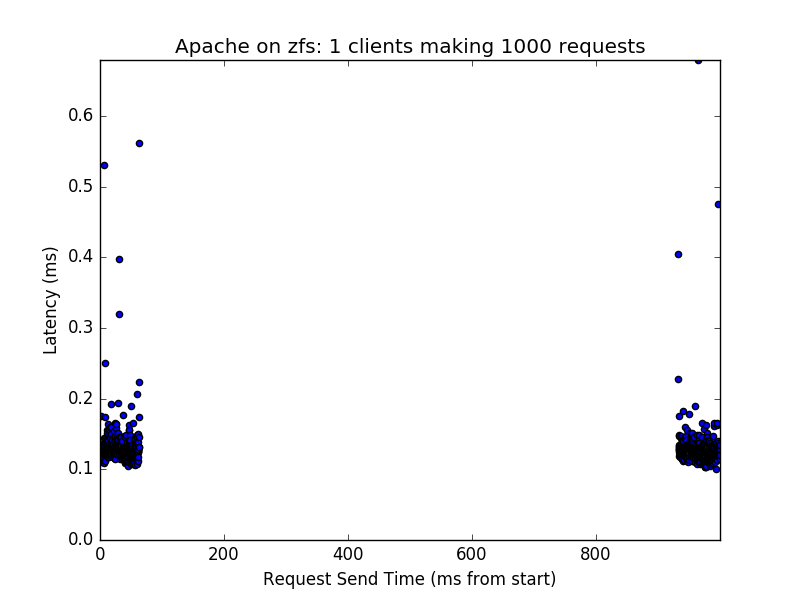 Apache on zfs: 1 clients making 1000 requests
0.6
0.5
0.4
0.3
0.2
0.1
0.0
Latency (ms)
0 200 400 600 800
Request Send Time (ms from start)